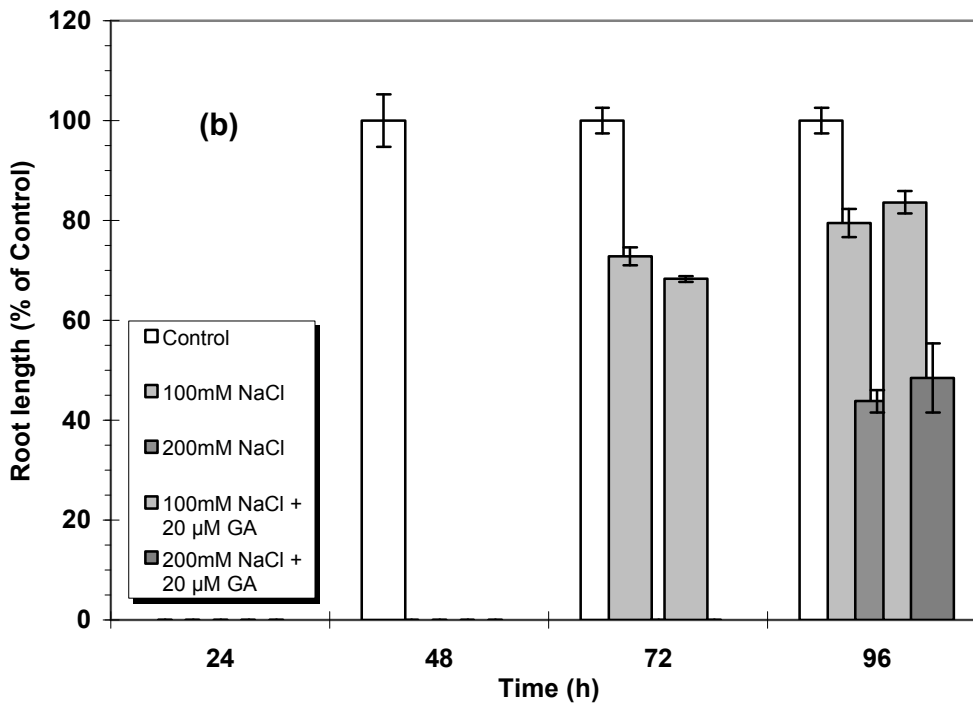 120
100
80
60
40
20
0
Root length (% of Control)
(b)
Control
100mM NaCl
200mM NaCl
100mM NaCl +
20 µM GA
200mM NaCl +
20 µM GA
24 48 72 96
Time (h)